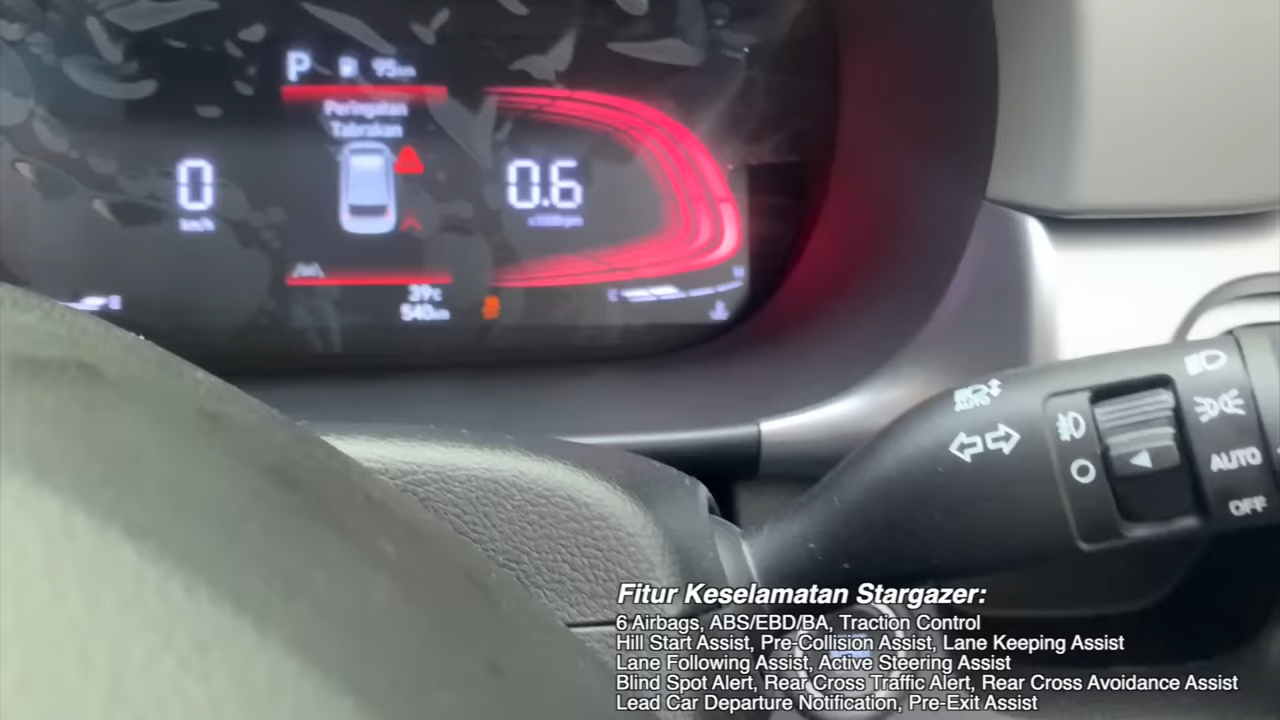 P R 95km
Peringatan
Tabrakan
0
km/h
0.6
x1000rpm
39c
540km
AUTO
AUTO
OFF
Fitur Keselamatan Stargazer:
6 Airbags, ABS/EBD/BA, Traction Control
Hill Start Assist, Pre-Collision Assist, Lane Keeping Assist
Lane Following Assist, Active Steering Assist
Blind Spot Alert, Rear Cross Traffic Alert, Rear Cross Avoidance Assist
Lead Car Departure Notification, Pre-Exit Assist